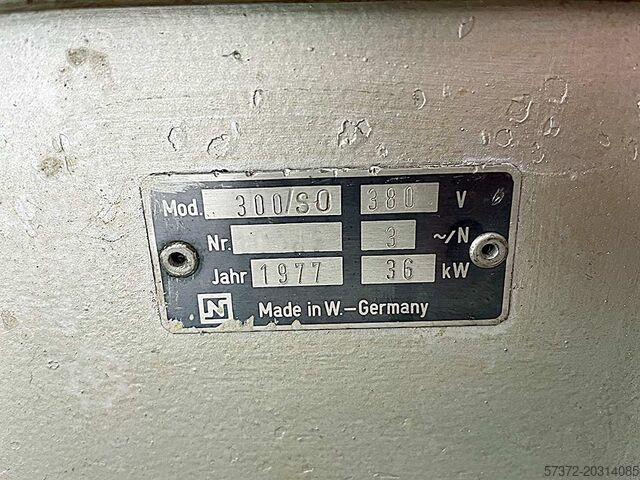 Mod. 300/SO 380 V
Nr. 3 ~/N
Jahr 1977 36 kW
N Made in W.-Germany
57372-20314085